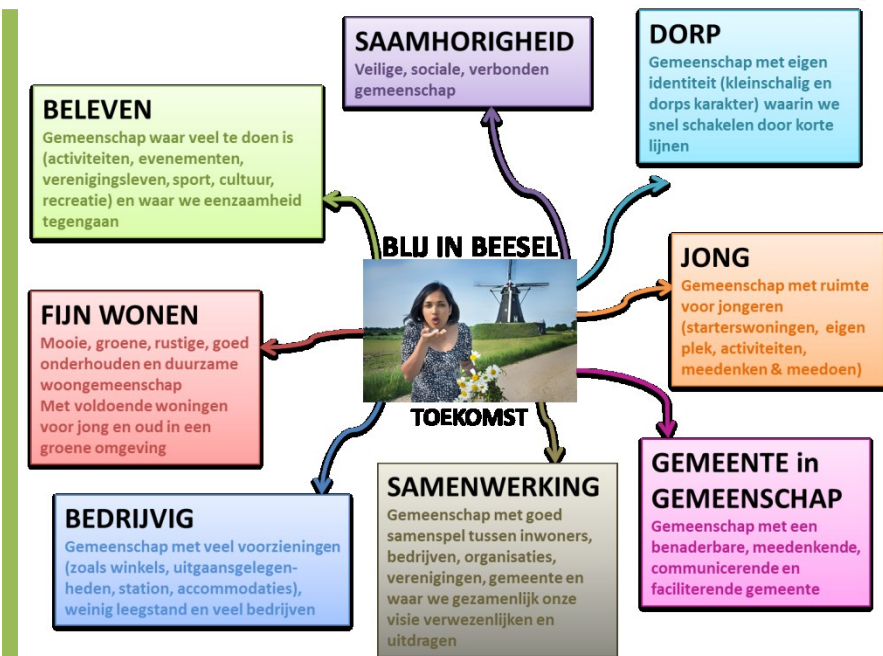 SAAMHORIGHEID
Veilige, sociale, verbonden
gemeenschap
DORP
Gemeenschap met eigen
identiteit (kleinschalig en
dorps karakter) waarin we
snel schakelen door korte
lijnen
BELEVEN
Gemeenschap waar veel te doen is
(activiteiten, evenementen,
verenigingsleven, sport, cultuur,
recreatie) en waar we eenzaamheid
tegengaan
BLIJ IN BEESEL
TOEKOMST
JONG
Gemeenschap met ruimte
voor jongeren
(starterswoningen, eigen
plek, activiteiten,
meedenken & meedoen)
FIJN WONEN
Mooie, groene, rustige, goed
onderhouden en duurzame
woongemeenschap
Met voldoende woningen
voor jong en oud in een
groene omgeving
GEMEENTE in
GEMEENSCHAP
Gemeenschap met een
benaderbare, meedenkende,
communicerende en
faciliterende gemeente
SAMENWERKING
Gemeenschap met goed
samenspel tussen inwoners,
bedrijven, organisaties,
verenigingen, gemeente en
waar we gezamenlijk onze
visie verwezenlijken en
uitdragen
BEDRIJVIG
Gemeenschap met veel voorzieningen
(zoals winkels, uitgaansgelegen-
heden, station, accommodaties),
weinig leegstand en veel bedrijven